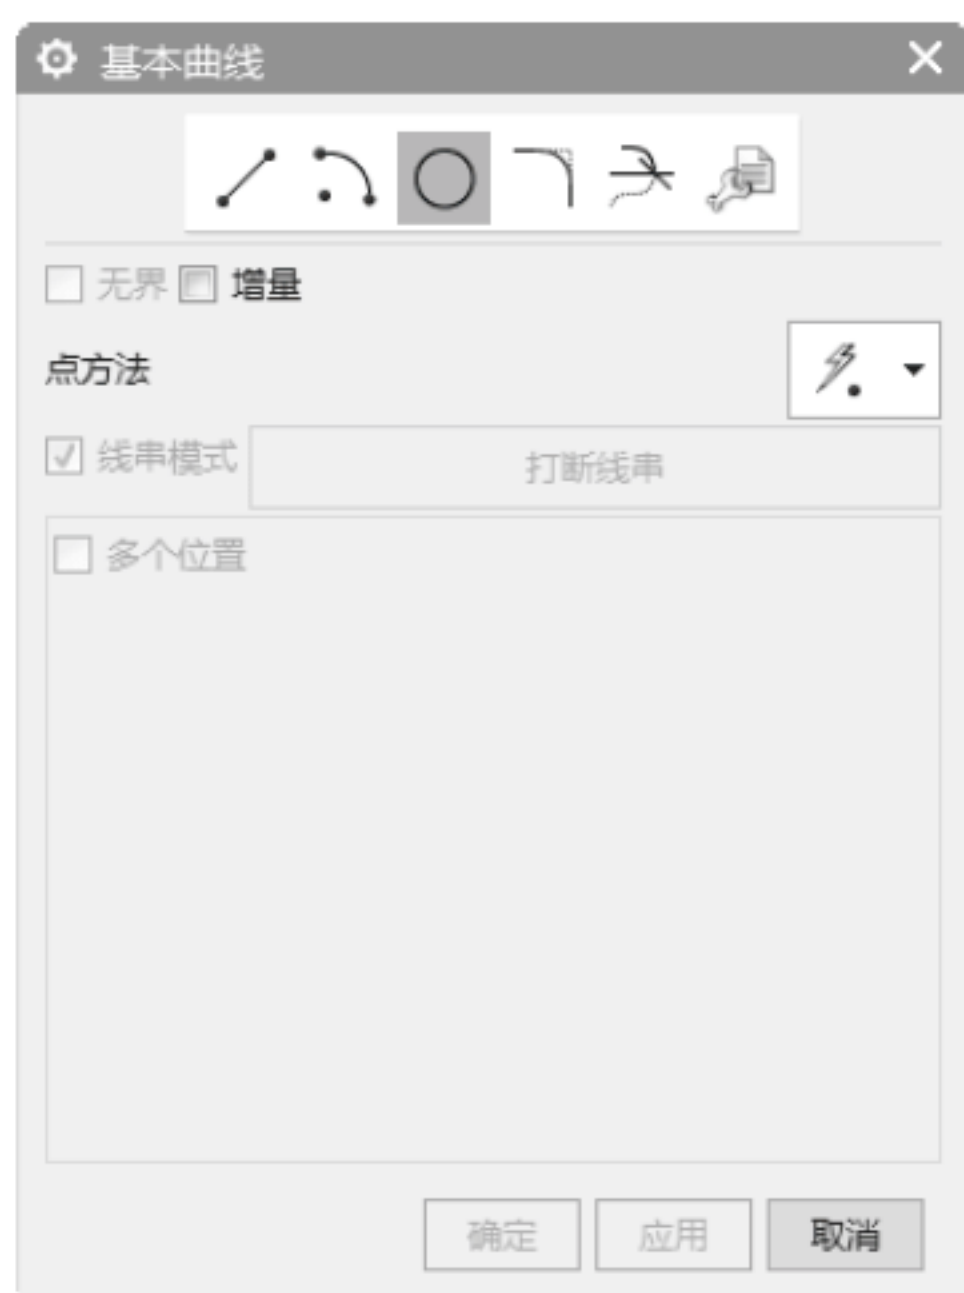 基本曲线
无界 增量
点方法
线串模式 打断线串
多个位置
确定 应用 取消